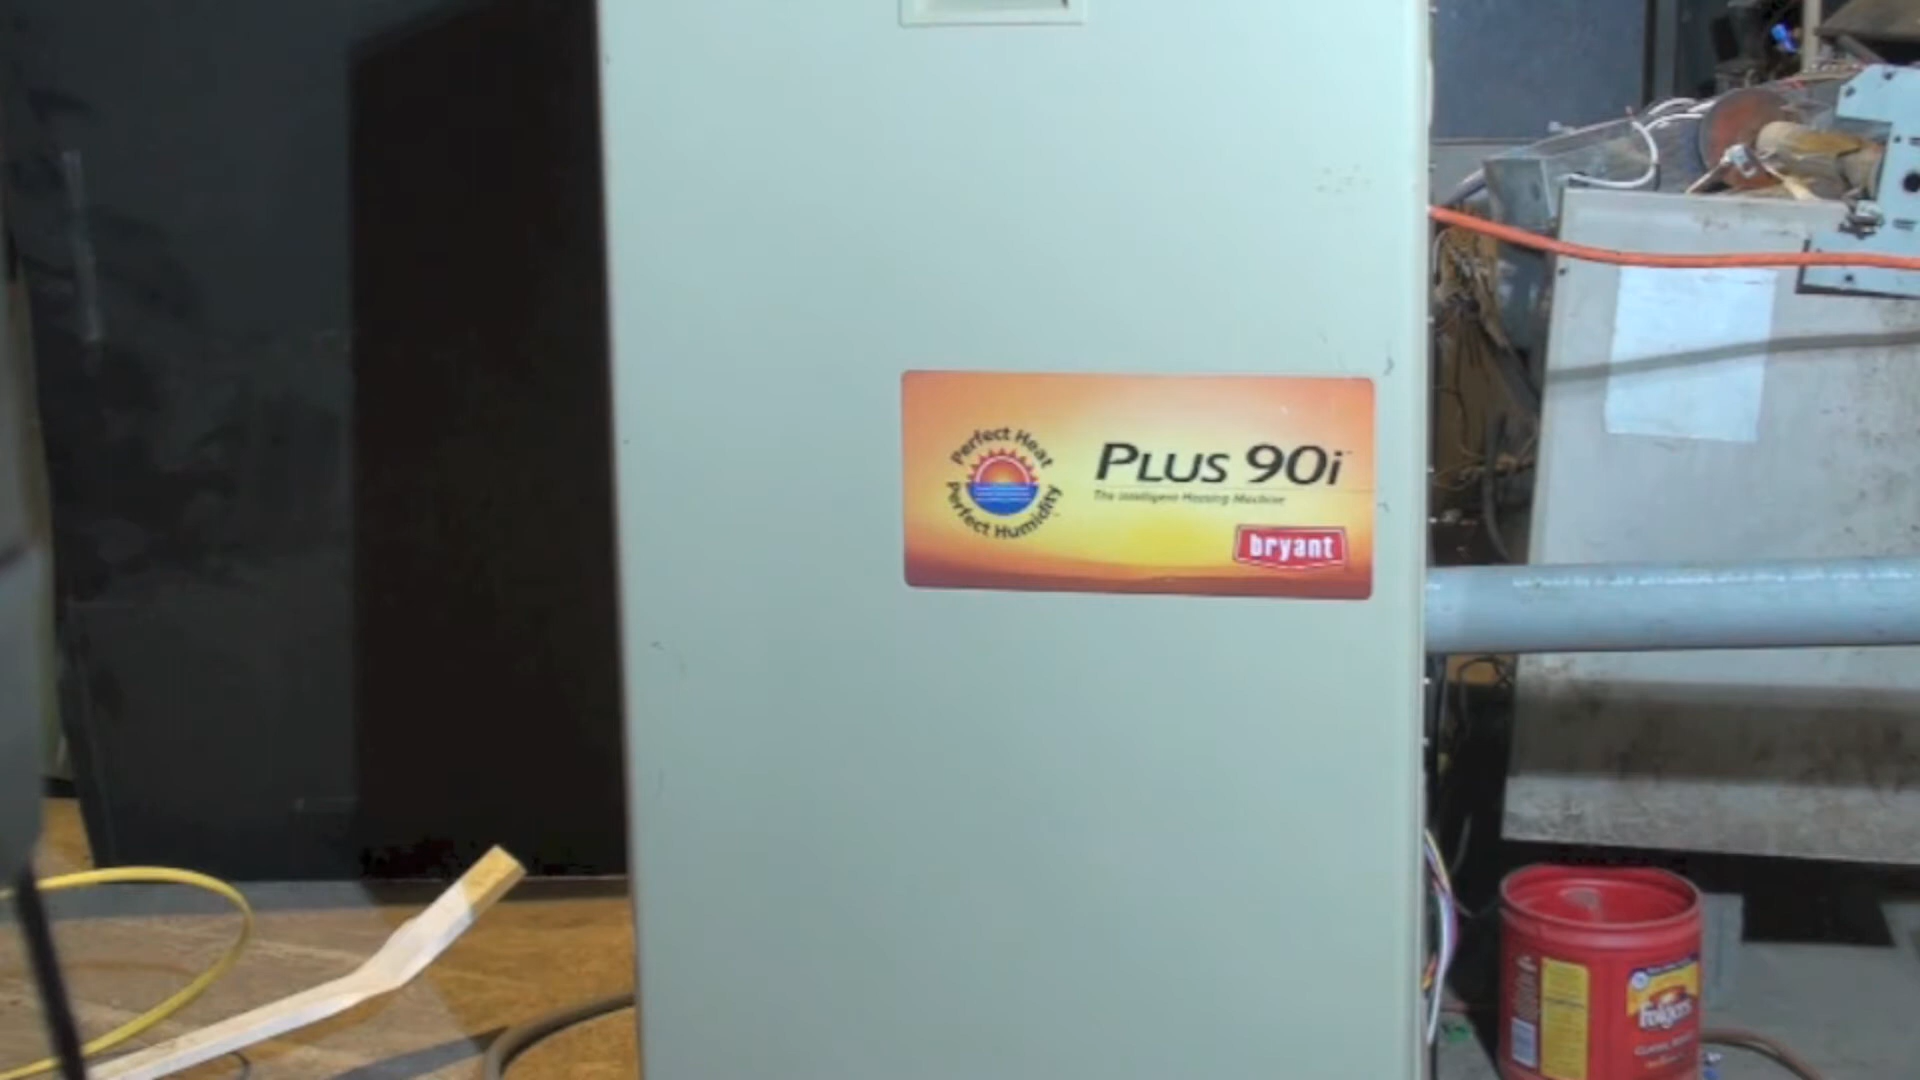 Perfect Heat
Perfect Humidity
PLUS 90i
The Intelligent Heating Machine
bryant
Folgers